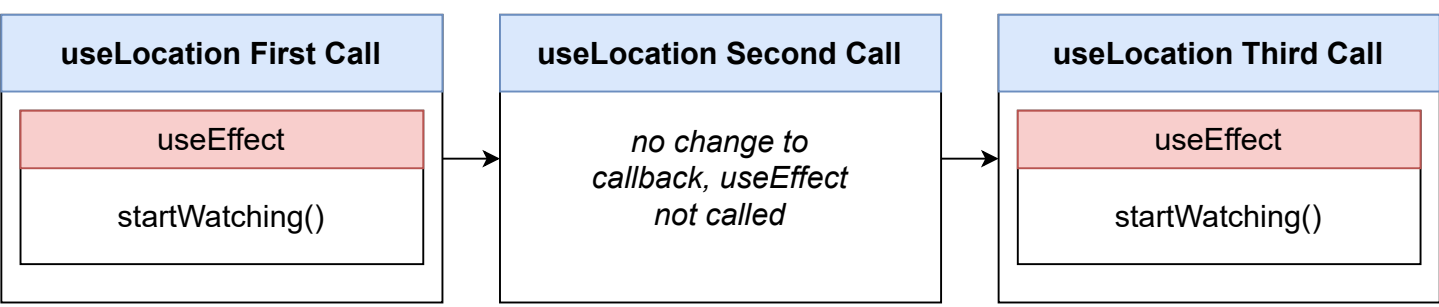 useLocation First Call
useEffect
startWatching()
useLocation Second Call
no change to
callback, useEffect
not called
useLocation Third Call
useEffect
startWatching()